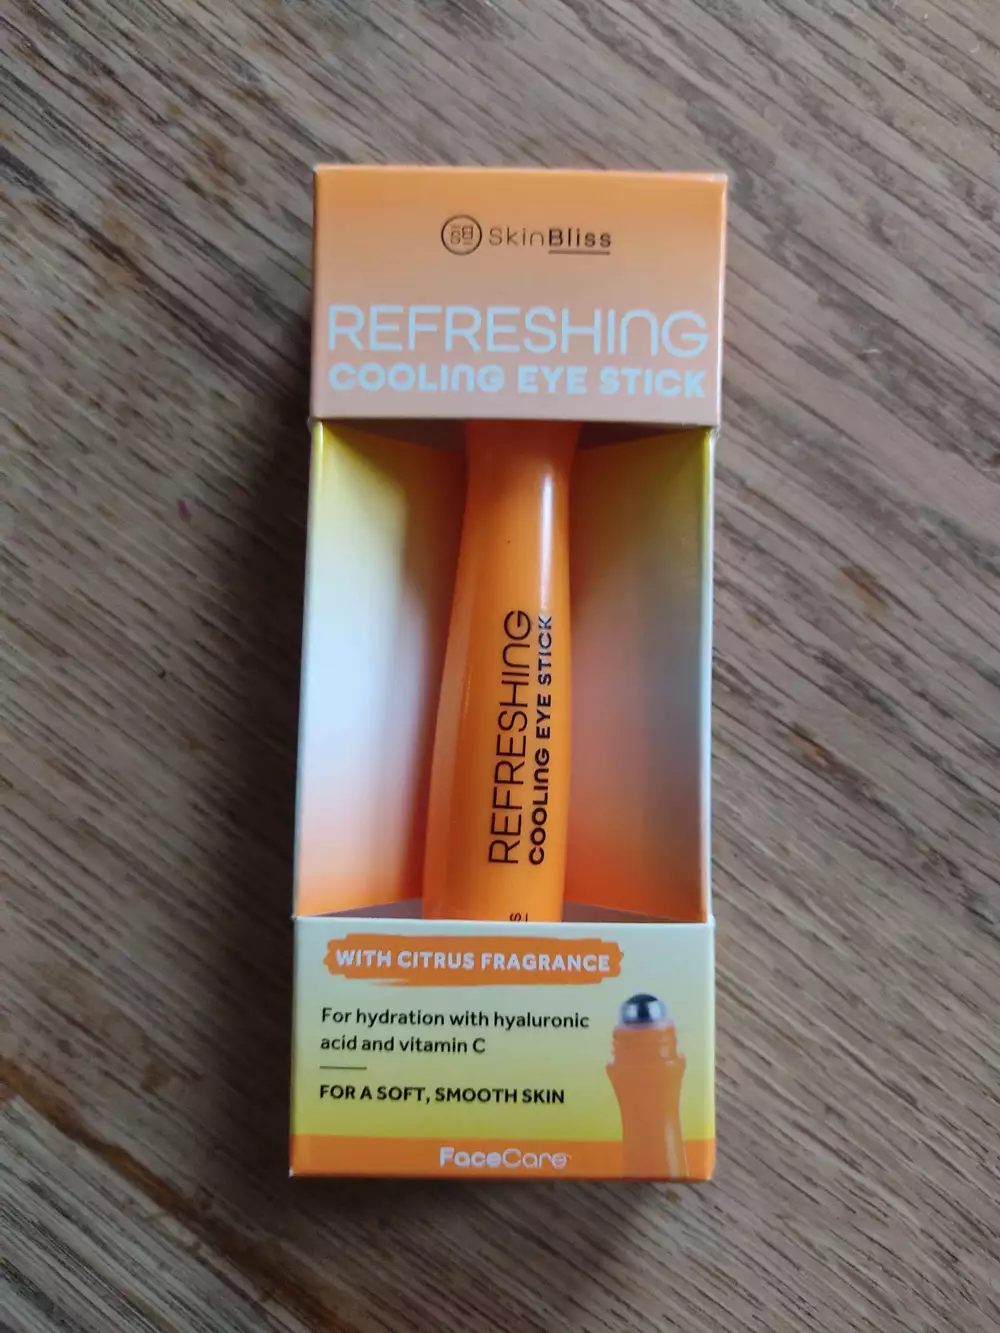 SkinBliss
REFRESHING
COOLING EYE STICK
REFRESHING
COOLING EYE STICK
WITH CITRUS FRAGRANCE
For hydration with hyaluronic
acid and vitamin C
FOR A SOFT, SMOOTH SKIN
FaceCare